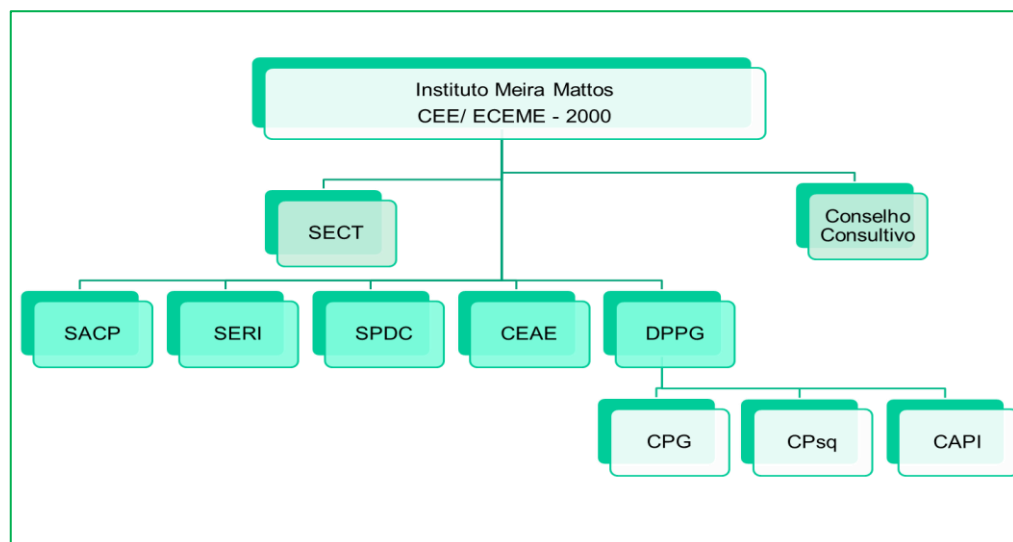 Instituto Meira Mattos
CEE/ ECEME - 2000
SECT
Conselho
Consultivo
SACP
SERI
SPDC
CEAE
DPPG
CPG
CPsq
CAPI